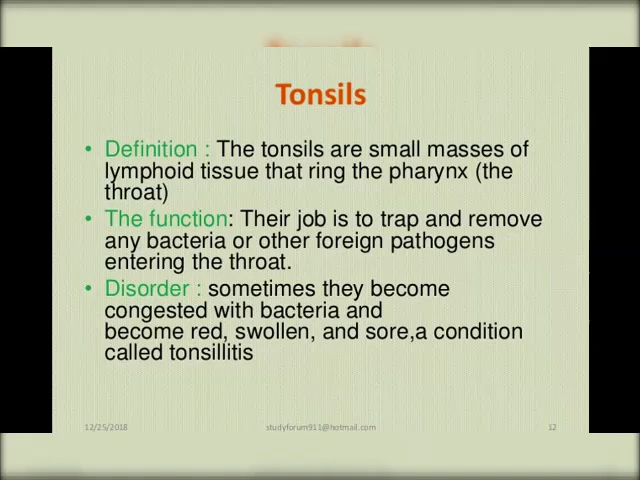 Tonsils
• Definition : The tonsils are small masses of
lymphoid tissue that ring the pharynx (the
throat)
• The function: Their job is to trap and remove
any bacteria or other foreign pathogens
entering the throat.
• Disorder : sometimes they become
congested with bacteria and
become red, swollen, and sore,a condition
called tonsillitis
12/25/2018 studyforum911@hotmail.com 12